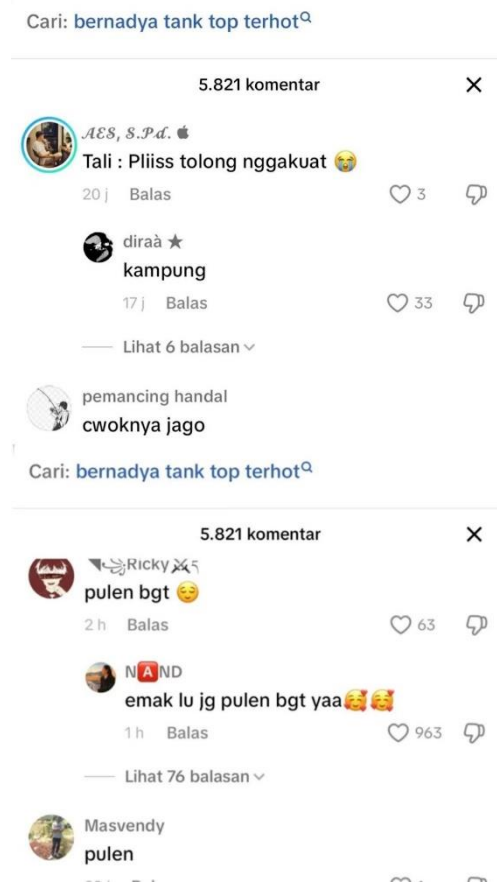 Cari: bernadya tank top terhot
5.821 komentar
AES, S.Pd.
Tali : Pliiss tolong nggakuat 😭
20 j Balas 3
diraà ★
kampung
17 j Balas 33
Lihat 6 balasan
pemancing handal
cwoknya jago
Cari: bernadya tank top terhot
5.821 komentar
Ricky
pulen bgt 😌
2 h Balas 63
N🅰ND
emak lu jg pulen bgt yaa🥰🥰
1 h Balas 963
Lihat 76 balasan
Masvendy
pulen